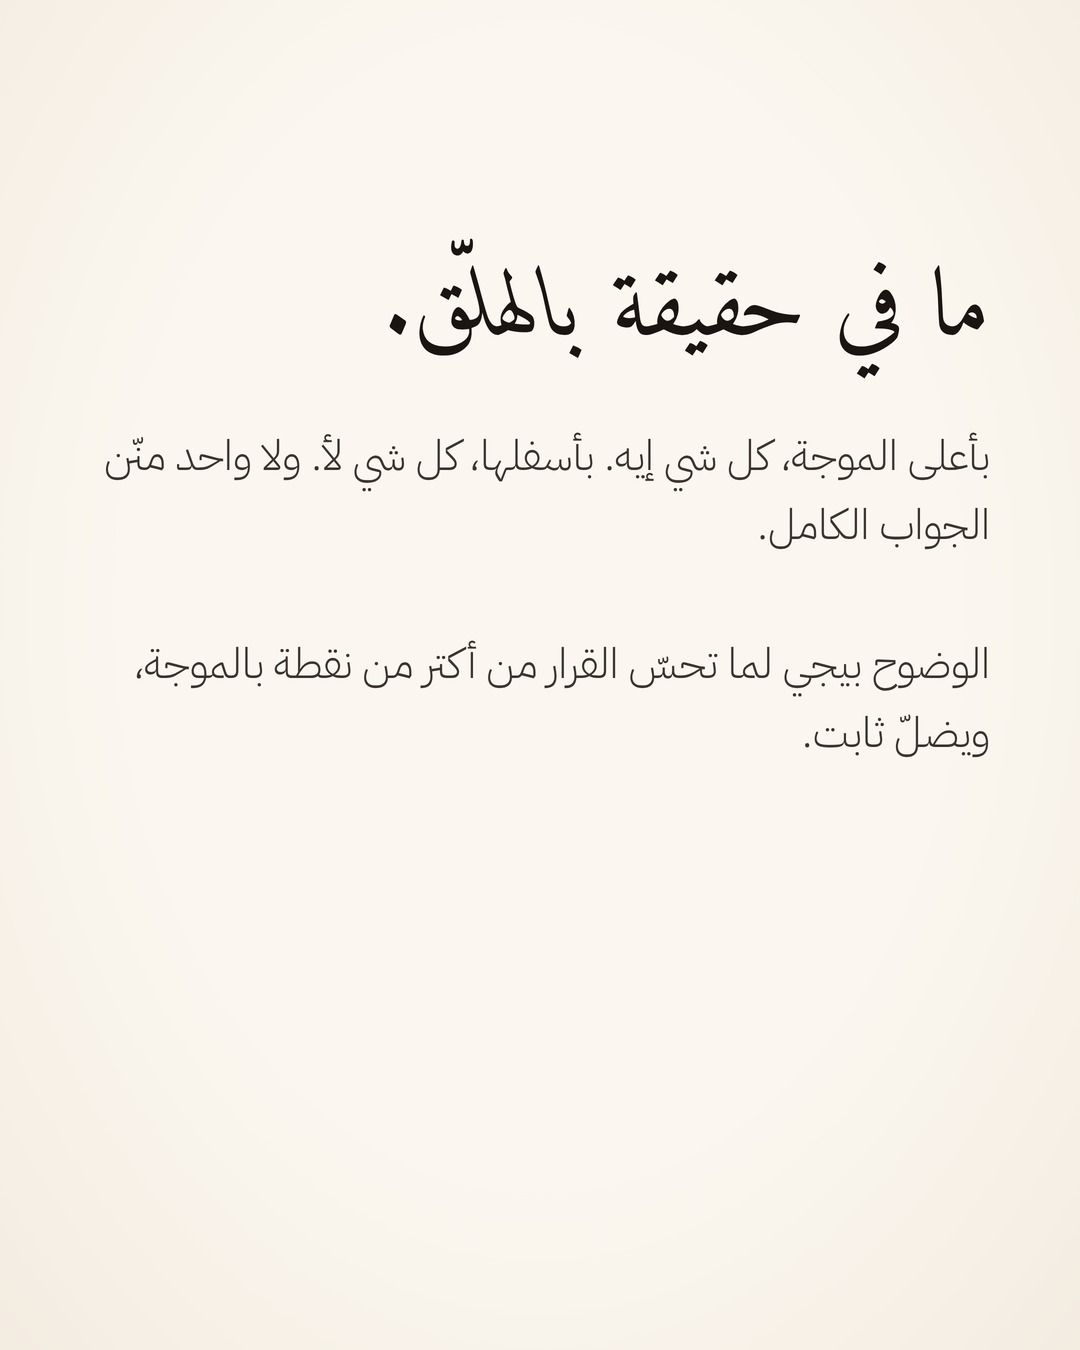 ما في حقيقة بالهلّق.
بأعلى الموجة، كل شي إيه. بأسفلها، كل شي لأ. ولا واحد منّن
الجواب الكامل.
الوضوح بيجي لما تحسّ القرار من أكتر من نقطة بالموجة،
ويضلّ ثابت.